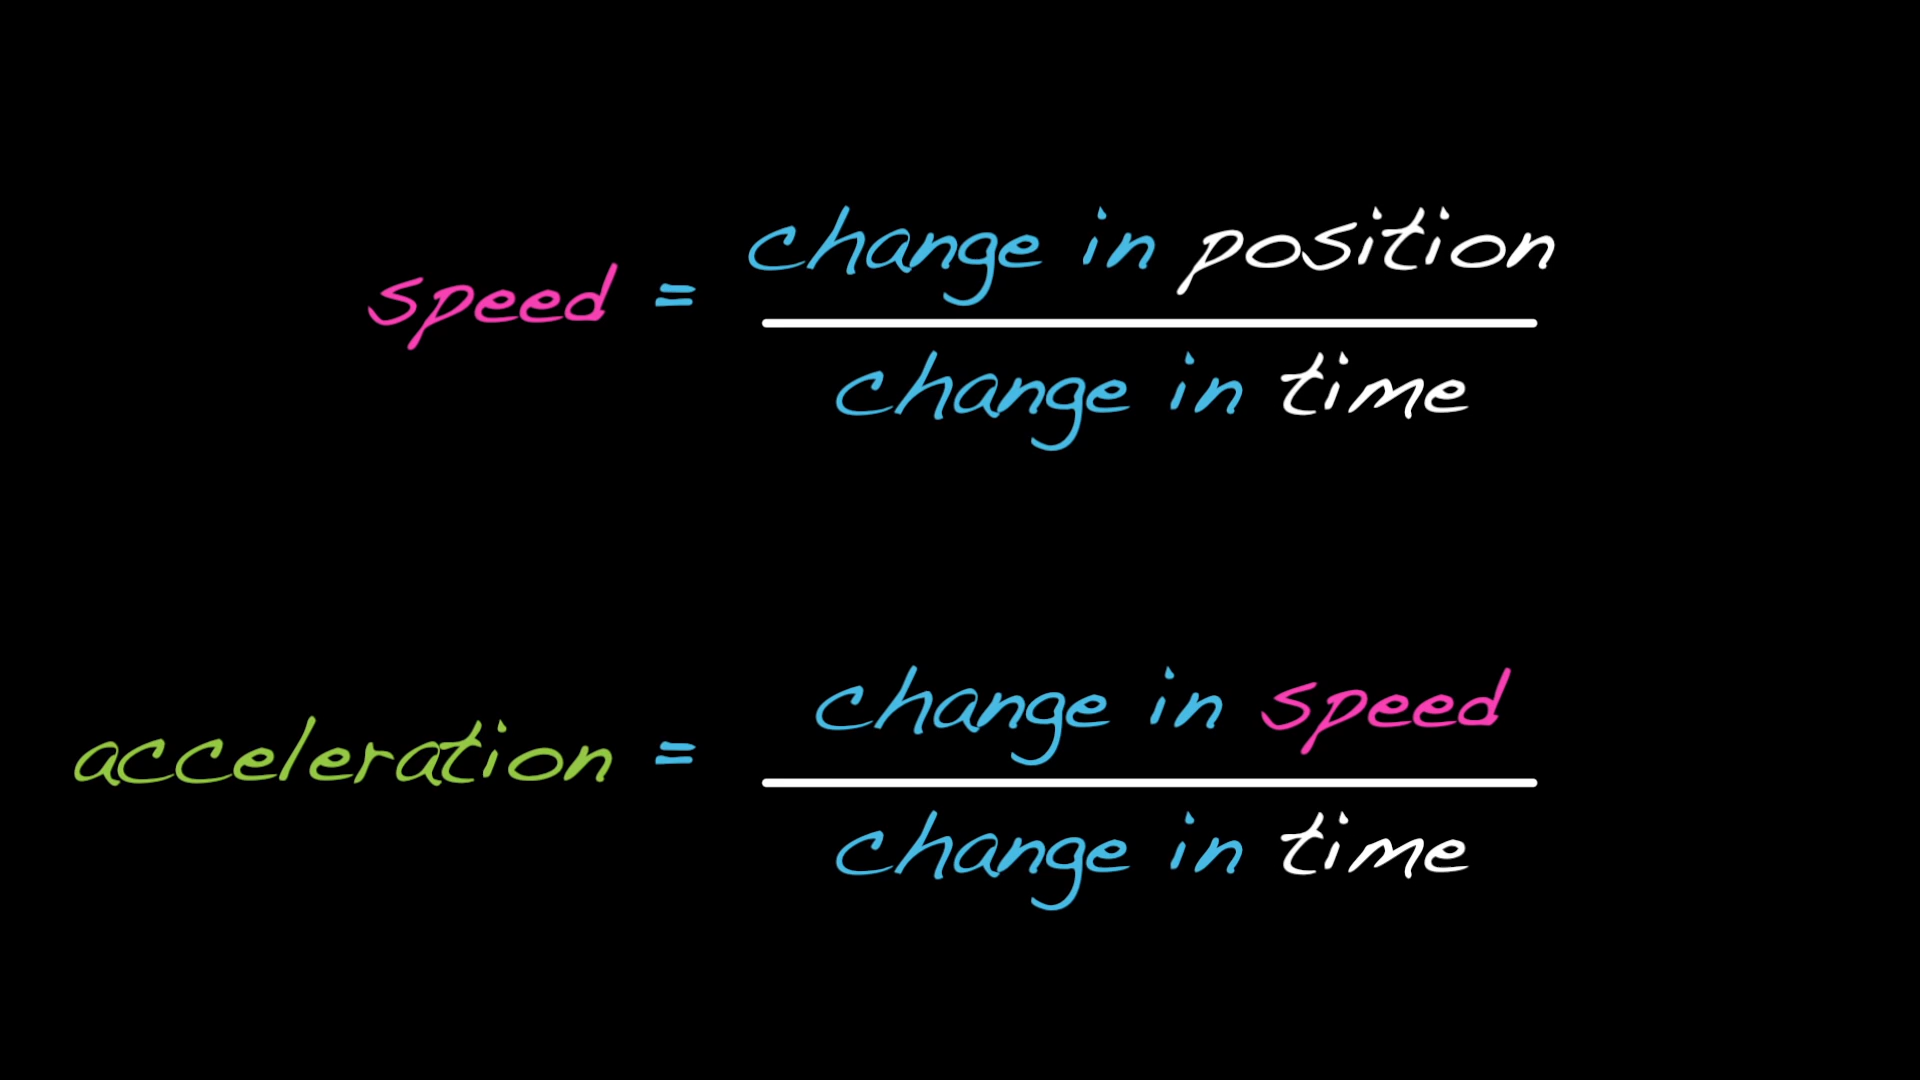 change in position
speed =
change in time
change in speed
acceleration =
change in time